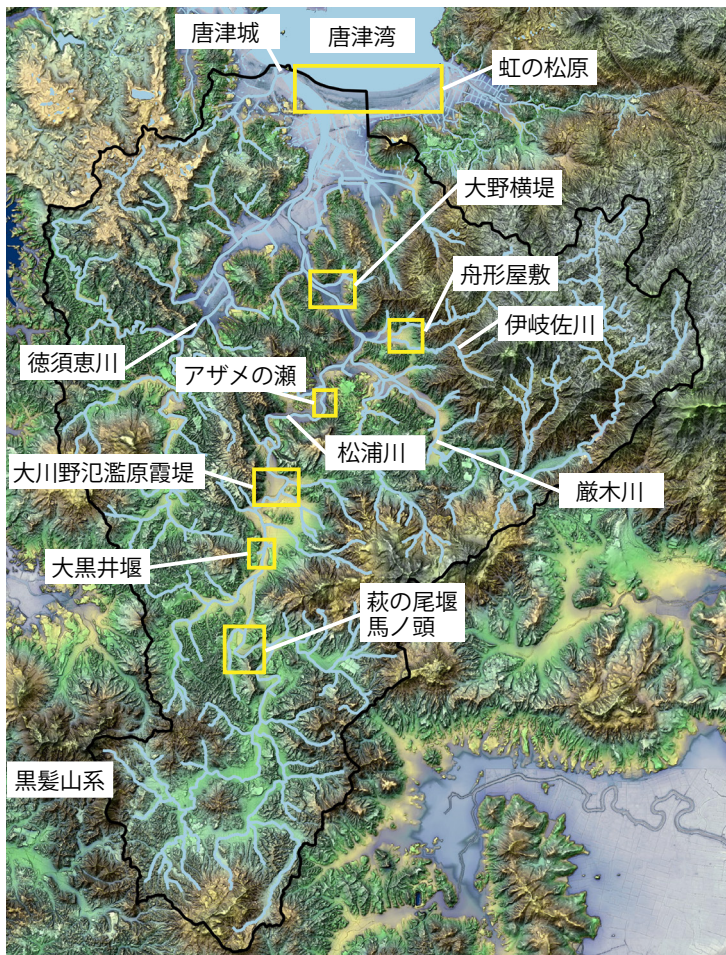 唐津城
唐津湾
虹の松原
大野横堤
舟形屋敷
伊岐佐川
徳須恵川
アザメの瀬
松浦川
大川野氾濫原霞堤
厳木川
大黒井堰
萩の尾堰
馬ノ頭
黒髪山系